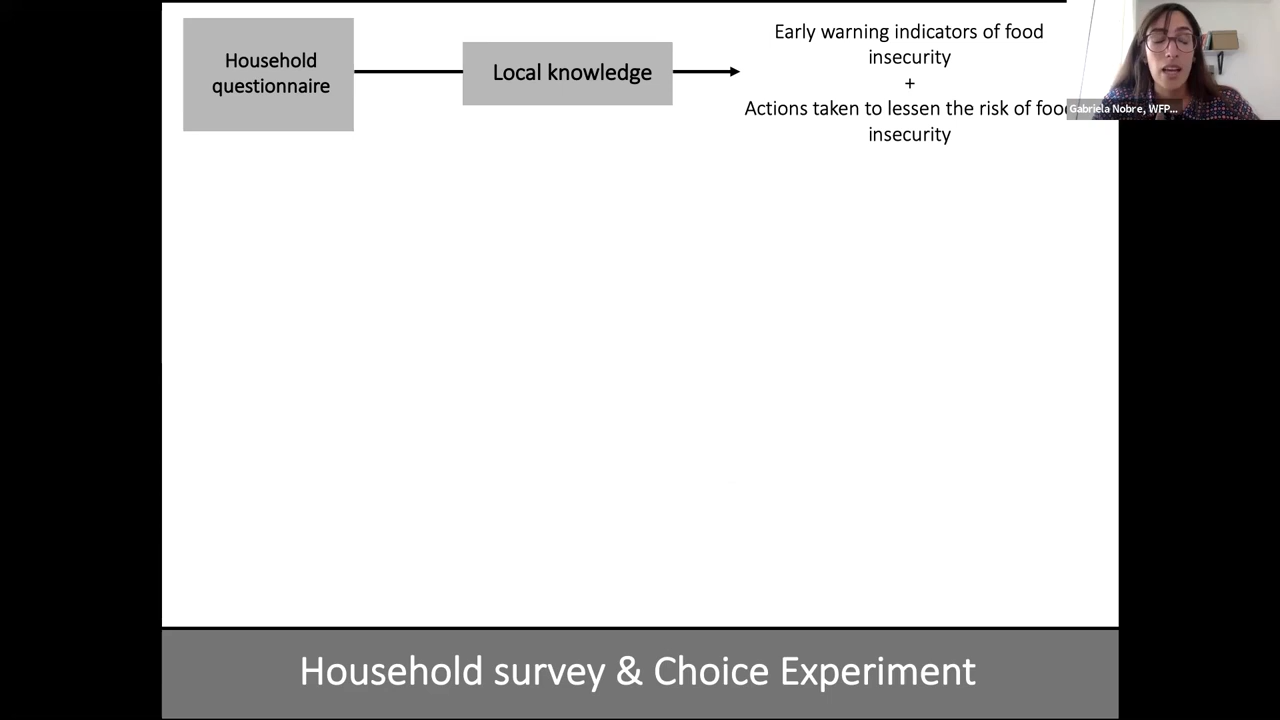 Household
questionnaire
Local knowledge
Early warning indicators of food
insecurity
+
Actions taken to lessen the risk of foo
insecurity
Gabriela Nobre, WFP...
Household survey & Choice Experiment